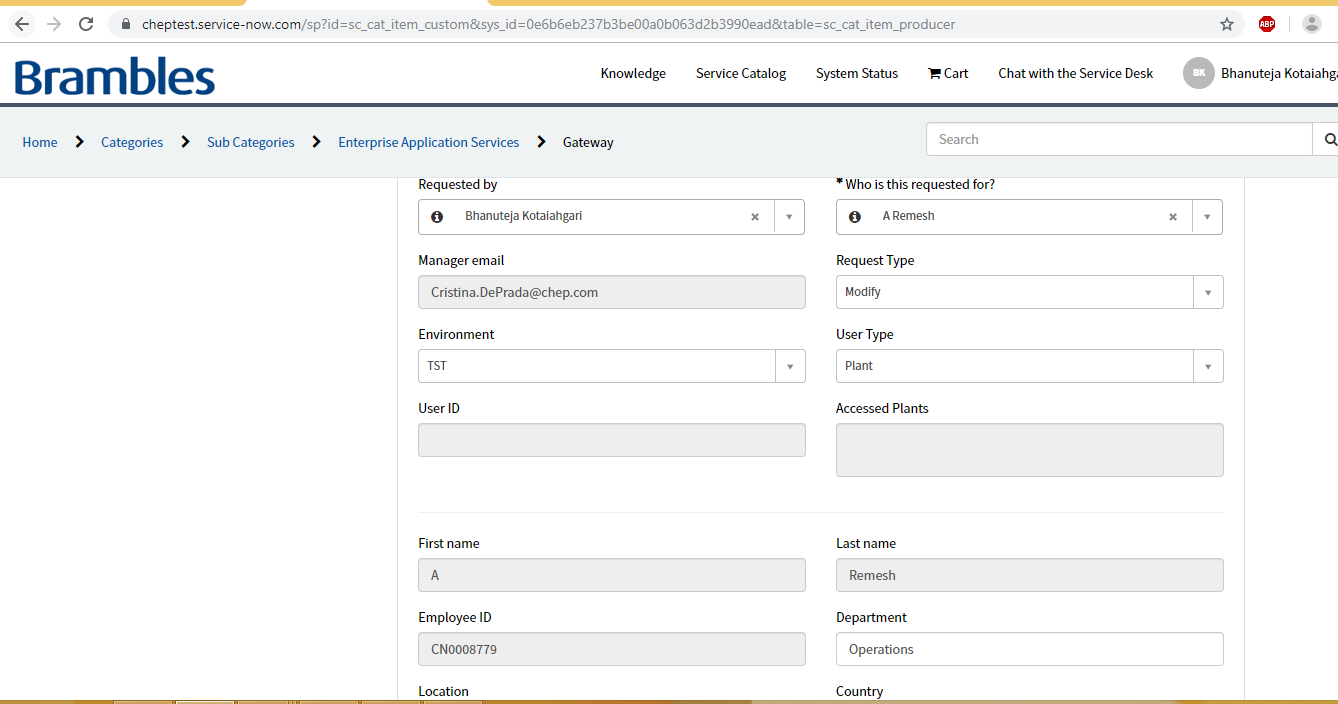 cheptest.service-now.com/sp?id=sc_cat_item_custom&sys_id=0e6b6eb237b3be00a0b063d2b3990ead&table=sc_cat_item_producer
ABP
Brambles
Knowledge Service Catalog System Status Cart Chat with the Service Desk BK Bhanuteja Kotaiahga
Home Categories Sub Categories Enterprise Application Services Gateway Search
Requested by * Who is this requested for?
Bhanuteja Kotaiahgari × A Remesh ×
Manager email Request Type
Cristina.DePrada@chep.com Modify
Environment User Type
TST Plant
User ID Accessed Plants
First name Last name
A Remesh
Employee ID Department
CN0008779 Operations
Location Country